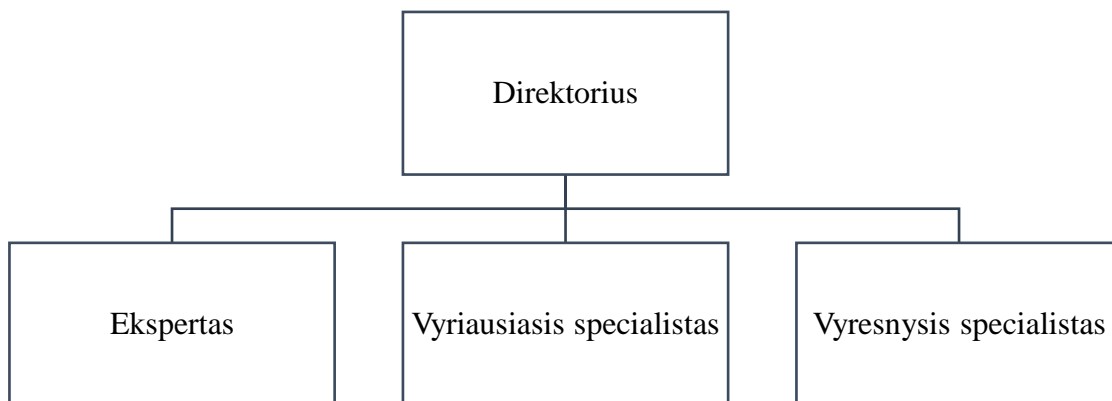 Direktorius
Ekspertas
Vyriausiasis specialistas
Vyresnysis specialistas